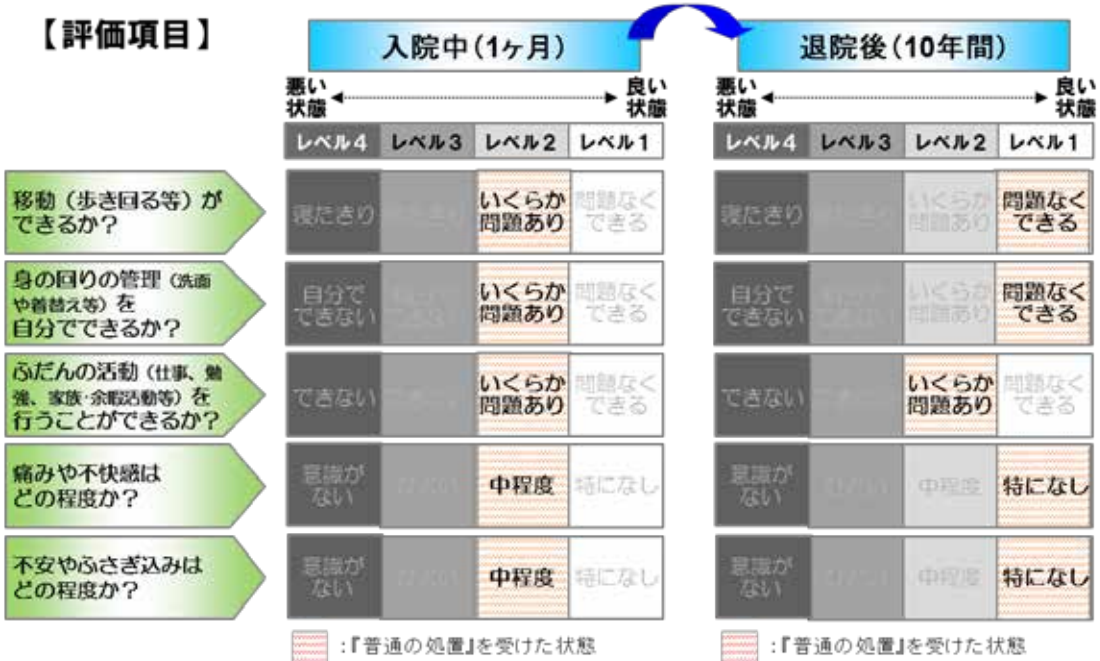 【評価項目】
入院中（1ヶ月）
退院後（10年間）
悪い
状態
良い
状態
悪い
状態
良い
状態
レベル4 レベル3 レベル2 レベル1
レベル4 レベル3 レベル2 レベル1
移動（歩き回る等）が
できるか？
寝たきり
いくらか
問題あり
問題なく
できる
寝たきり
いくらか
問題あり
問題なく
できる
身の回りの管理（洗面
や着替え等）を
自分でできるか？
自分で
できない
いくらか
問題あり
問題なく
できる
自分で
できない
いくらか
問題あり
問題なく
できる
ふだんの活動（仕事、勉
強、家族・余暇活動等）を
行うことができるか？
できない
いくらか
問題あり
問題なく
できる
できない
いくらか
問題あり
問題なく
できる
痛みや不快感は
どの程度か？
意識が
ない
中程度
特になし
意識が
ない
中程度
特になし
不安やふさぎ込みは
どの程度か？
意識が
ない
中程度
特になし
意識が
ない
中程度
特になし
：『普通の処置』を受けた状態
：『普通の処置』を受けた状態